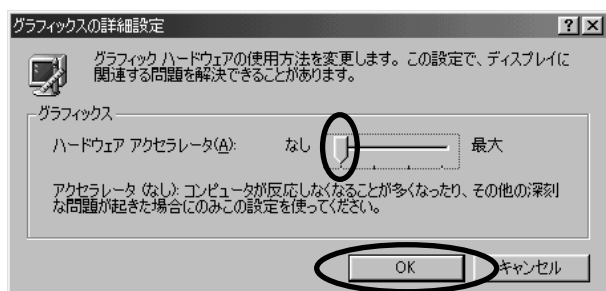 グラフィックスの詳細設定
グラフィック ハードウェアの使用方法を変更します。この設定で、ディスプレイに
関連する問題を解決できることがあります。
グラフィックス
ハードウェア アクセラレータ(A): なし 最大
アクセラレータ (なし): コンピュータが反応しなくなることが多くなったり、その他の深刻
な問題が起きた場合にのみこの設定を使ってください。
OK キャンセル